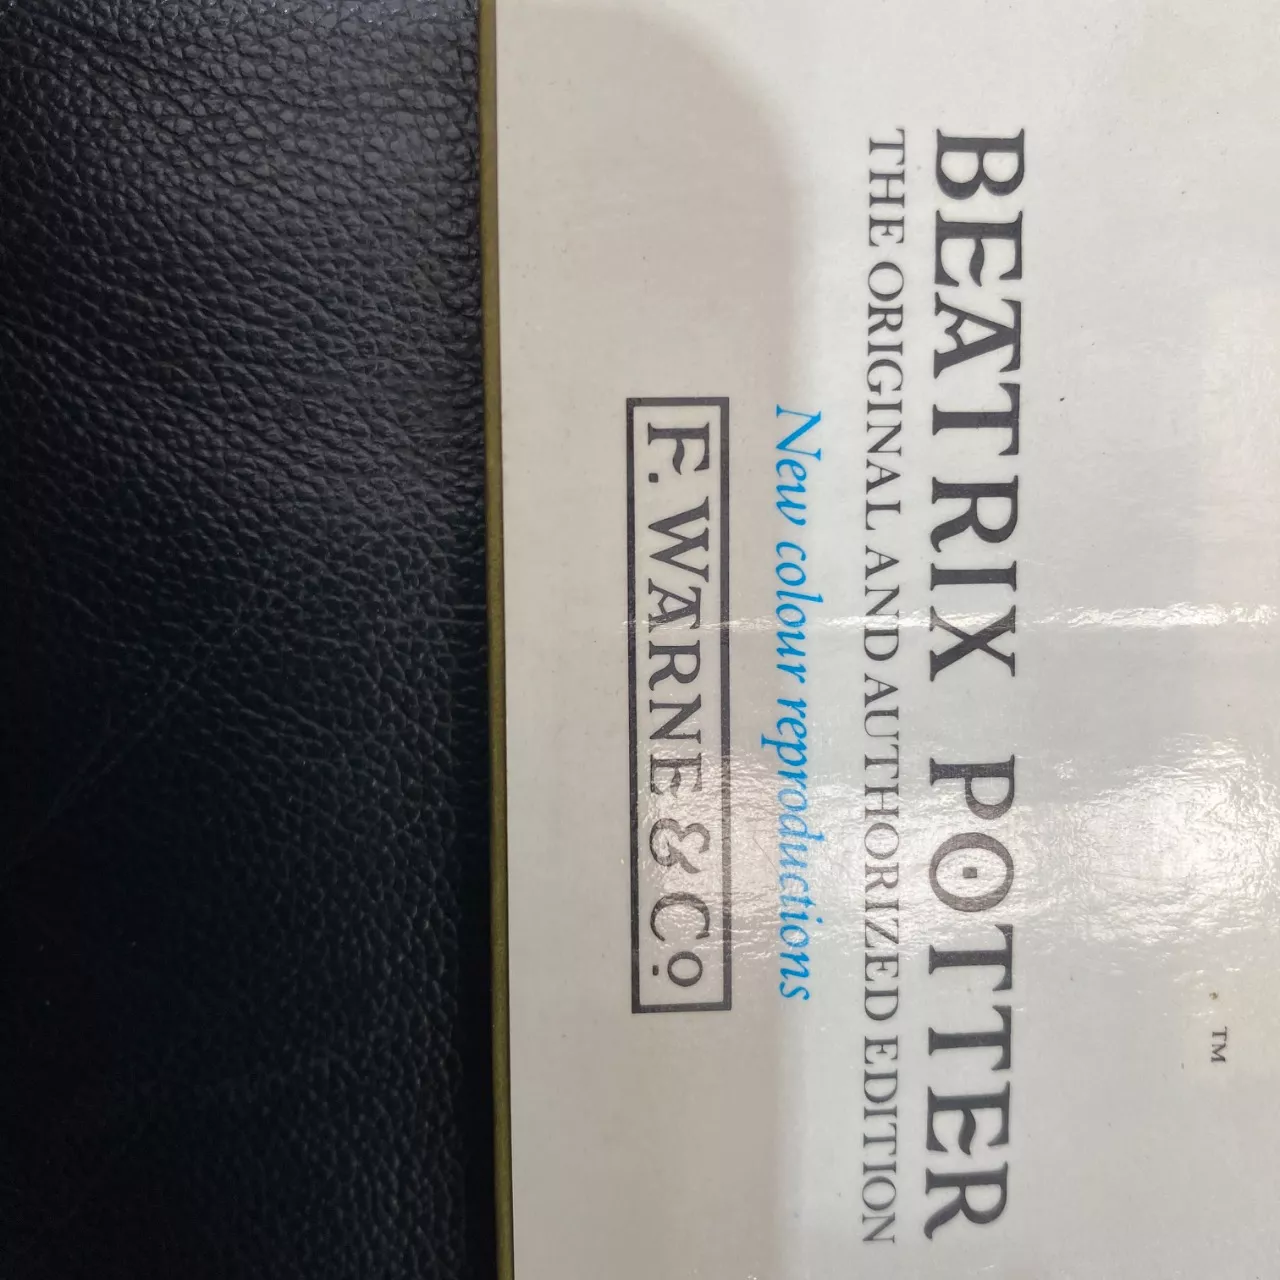 ™
BEATRIX POTTER
THE ORIGINAL AND AUTHORIZED EDITION
New colour reproductions
F. WARNE & Co